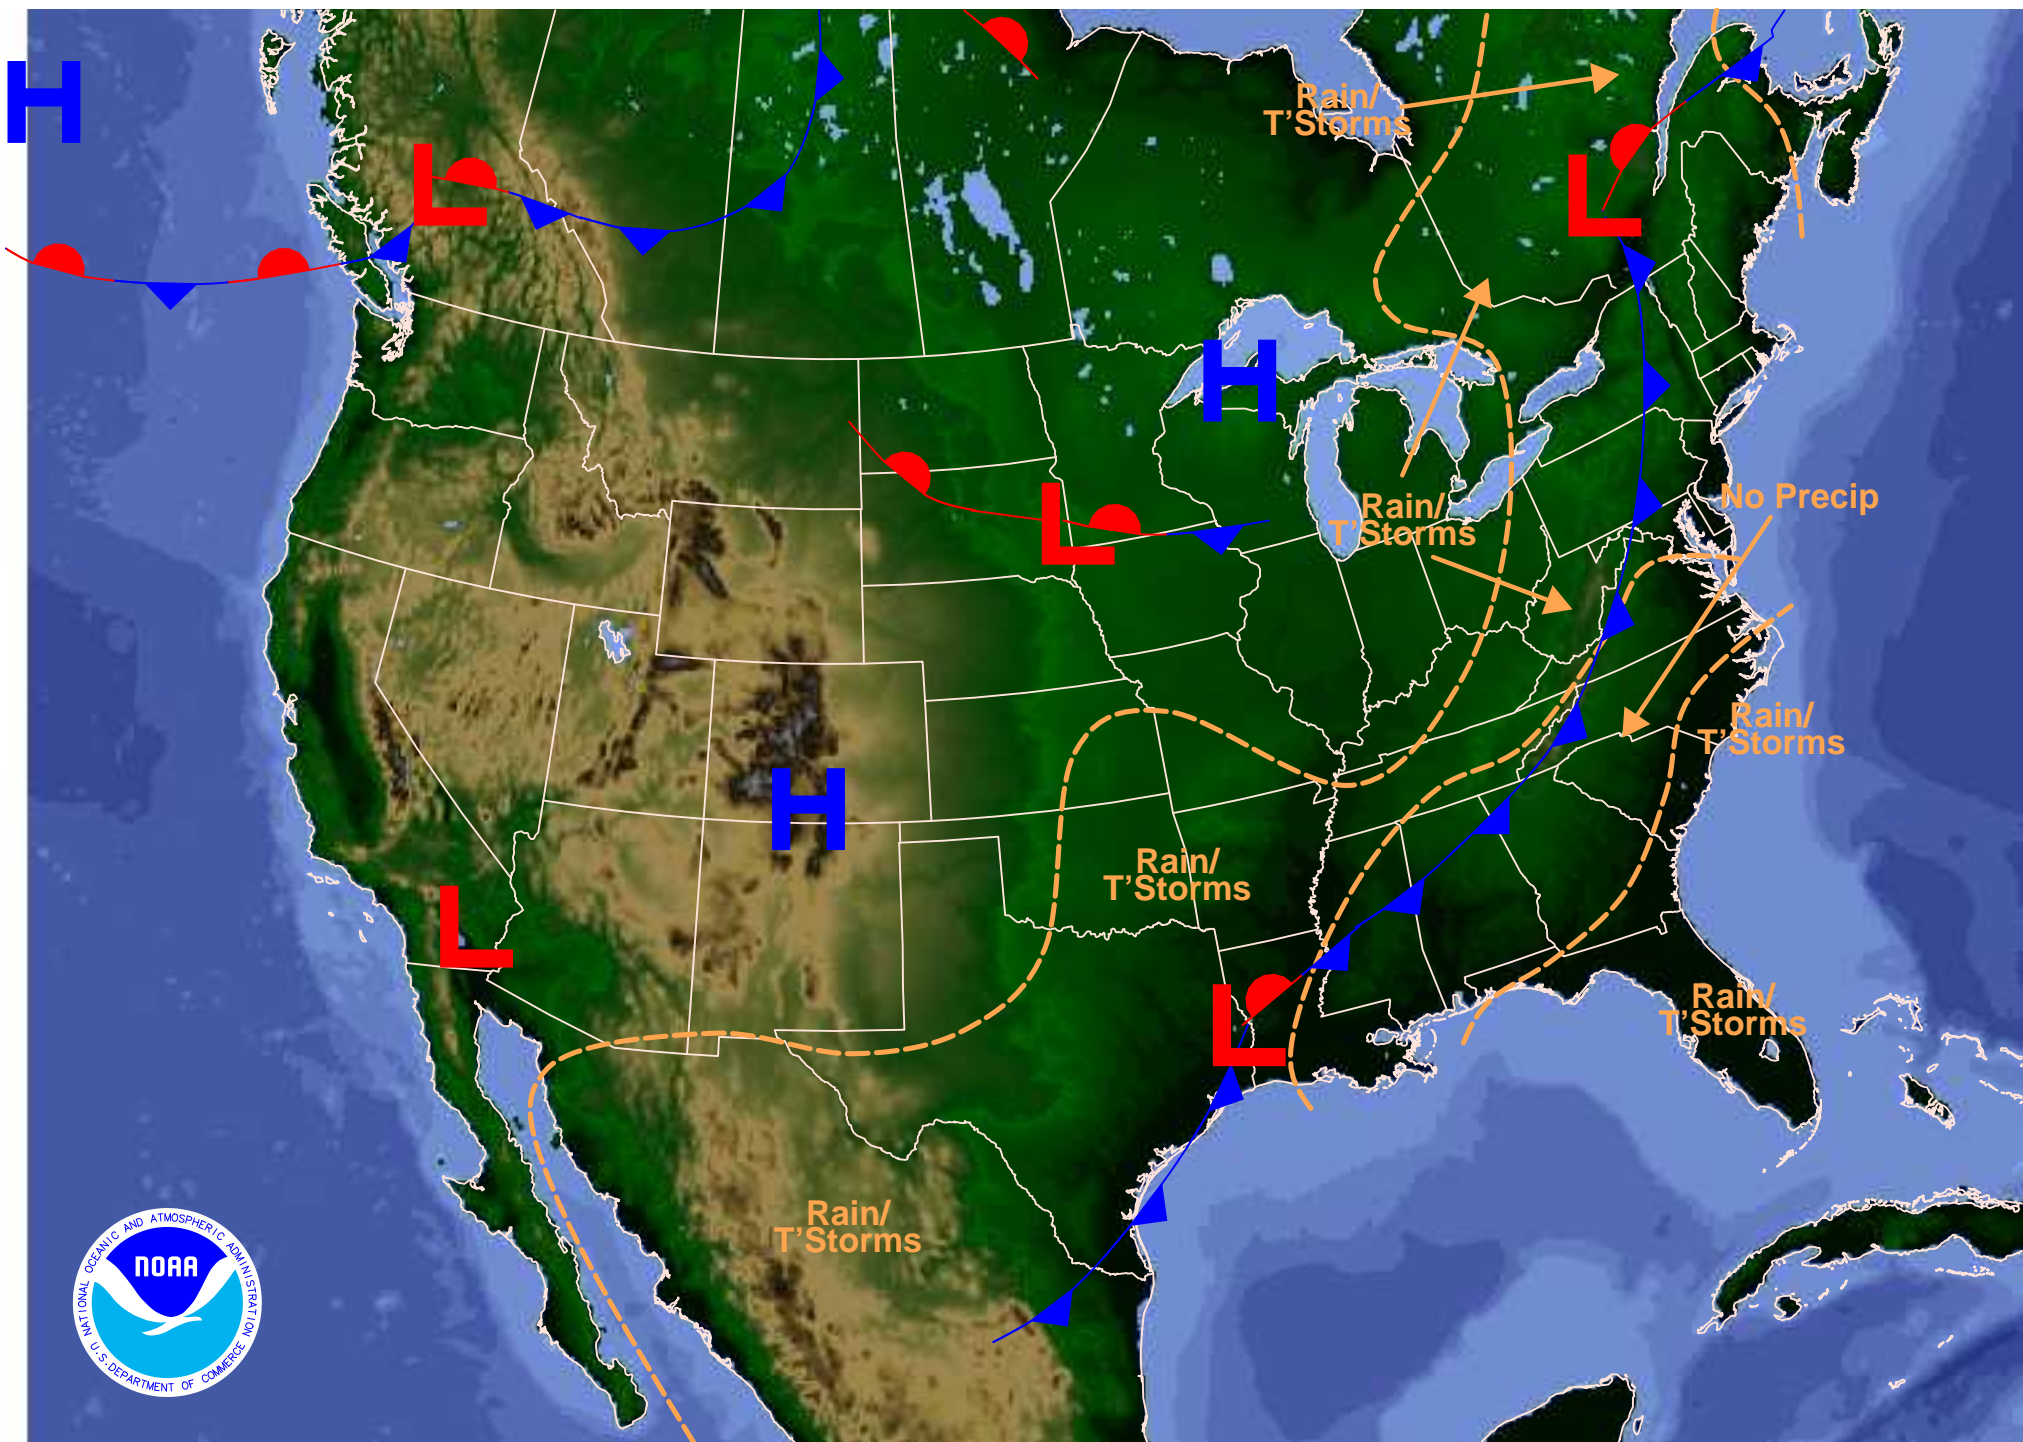 H
Rain/
T'Storms
L
L
H
L
No Precip
Rain/
T'Storms
Rain/
T'Storms
H
Rain/
T'Storms
L
L
Rain/
T'Storms
Rain/
T'Storms
NATIONAL OCEANIC AND ATMOSPHERIC ADMINISTRATION
NOAA
U.S. DEPARTMENT OF COMMERCE